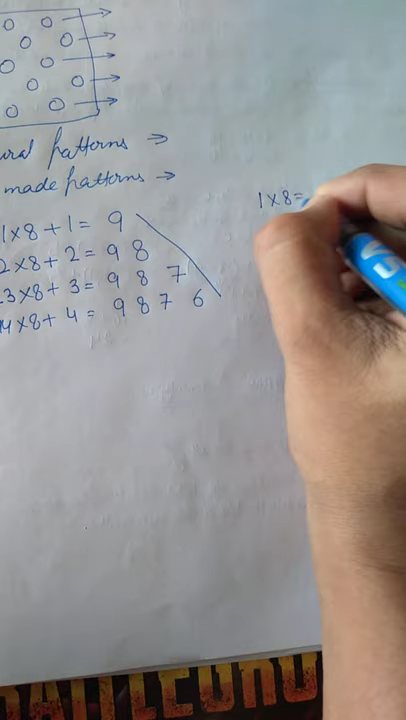 ural patterns →
made patterns →
1×8+1= 9
2×8+2= 9 8
3×8+3= 9 8 7
4×8+ 4= 9 8 7 6
1×8=